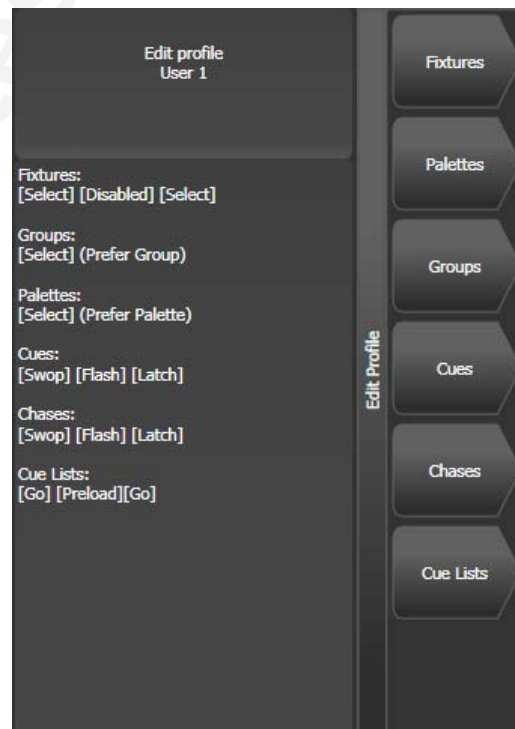 Edit profile
User 1
Fixtures:
[Select] [Disabled] [Select]
Groups:
[Select] (Prefer Group)
Palettes:
[Select] (Prefer Palette)
Cues:
[Swop] [Flash] [Latch]
Chases:
[Swop] [Flash] [Latch]
Cue Lists:
[Go] [Preload][Go]
Edit Profile
Fixtures
Palettes
Groups
Cues
Chases
Cue Lists